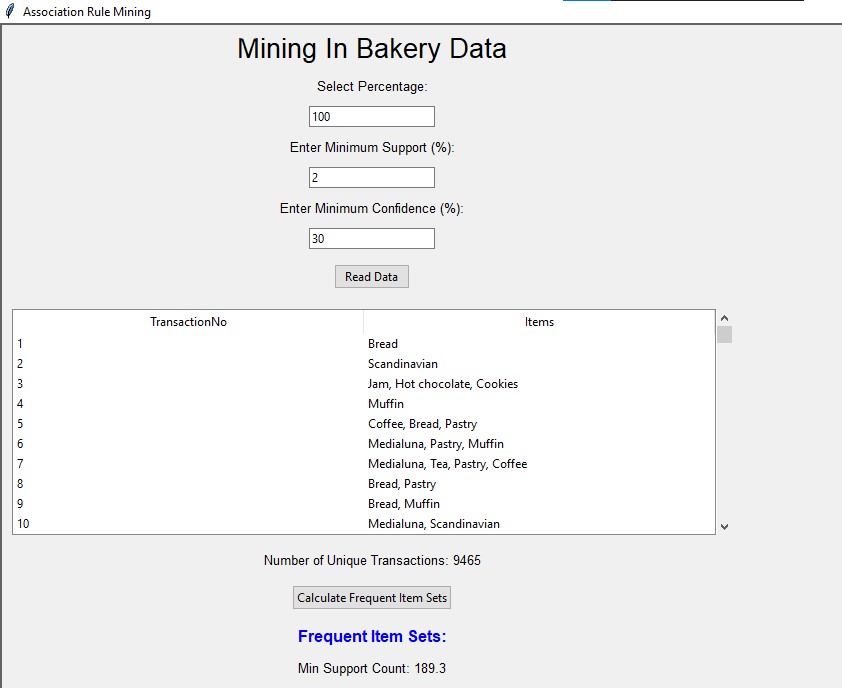 Association Rule Mining
Mining In Bakery Data
Select Percentage:
100
Enter Minimum Support (%):
2
Enter Minimum Confidence (%):
30
Read Data
TransactionNo Items
1 Bread
2 Scandinavian
3 Jam, Hot chocolate, Cookies
4 Muffin
5 Coffee, Bread, Pastry
6 Medialuna, Pastry, Muffin
7 Medialuna, Tea, Pastry, Coffee
8 Bread, Pastry
9 Bread, Muffin
10 Medialuna, Scandinavian
Number of Unique Transactions: 9465
Calculate Frequent Item Sets
Frequent Item Sets:
Min Support Count: 189.3